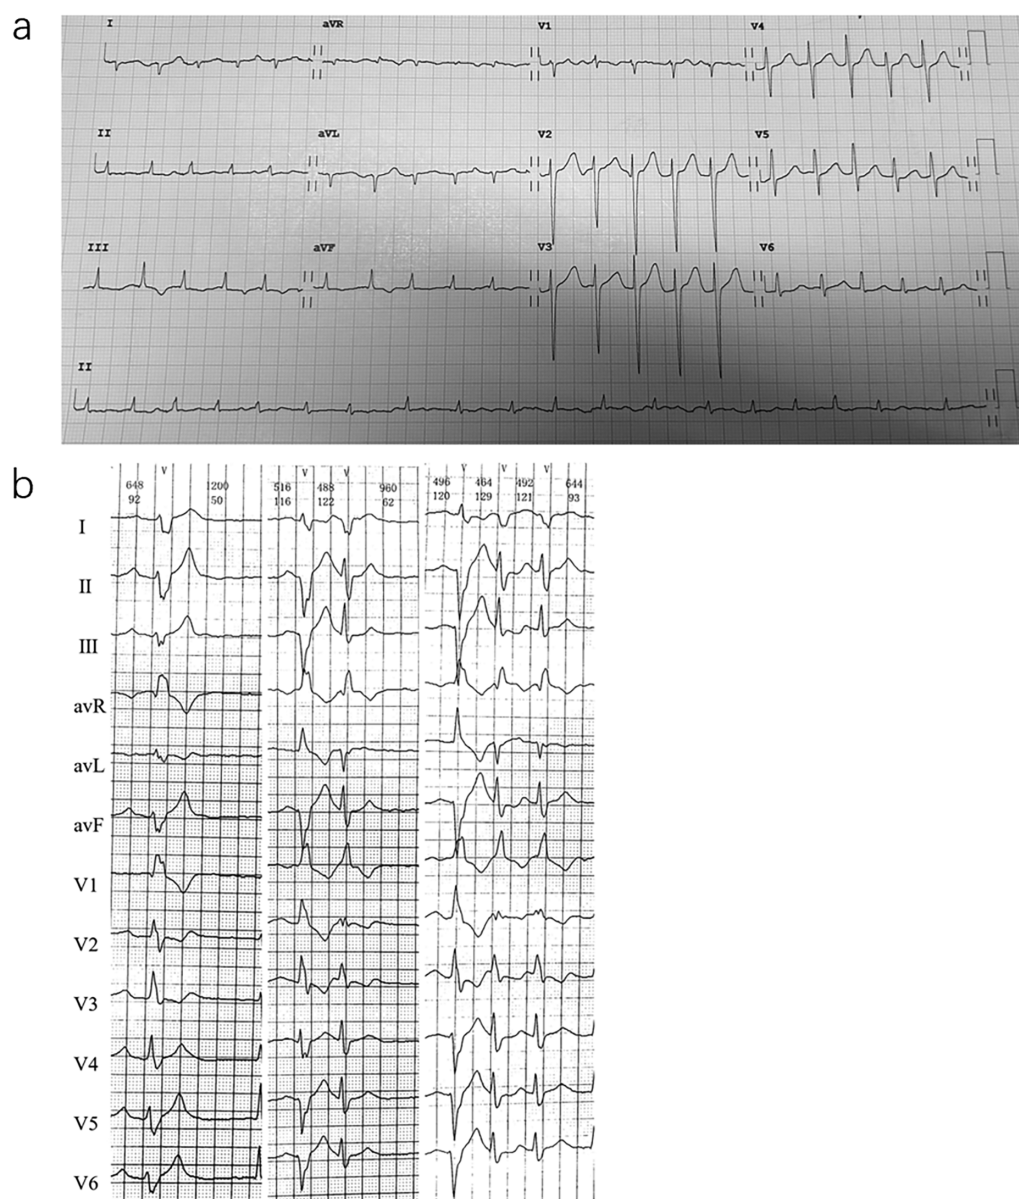 a
I aVR V1 V4
II aVL V2 V5
III aVF V3 V6
II
b
V V V V V V
648 1200 516 488 960 496 464 492 644
92 50 116 122 62 120 129 121 93
I
II
III
avR
avL
avF
V1
V2
V3
V4
V5
V6